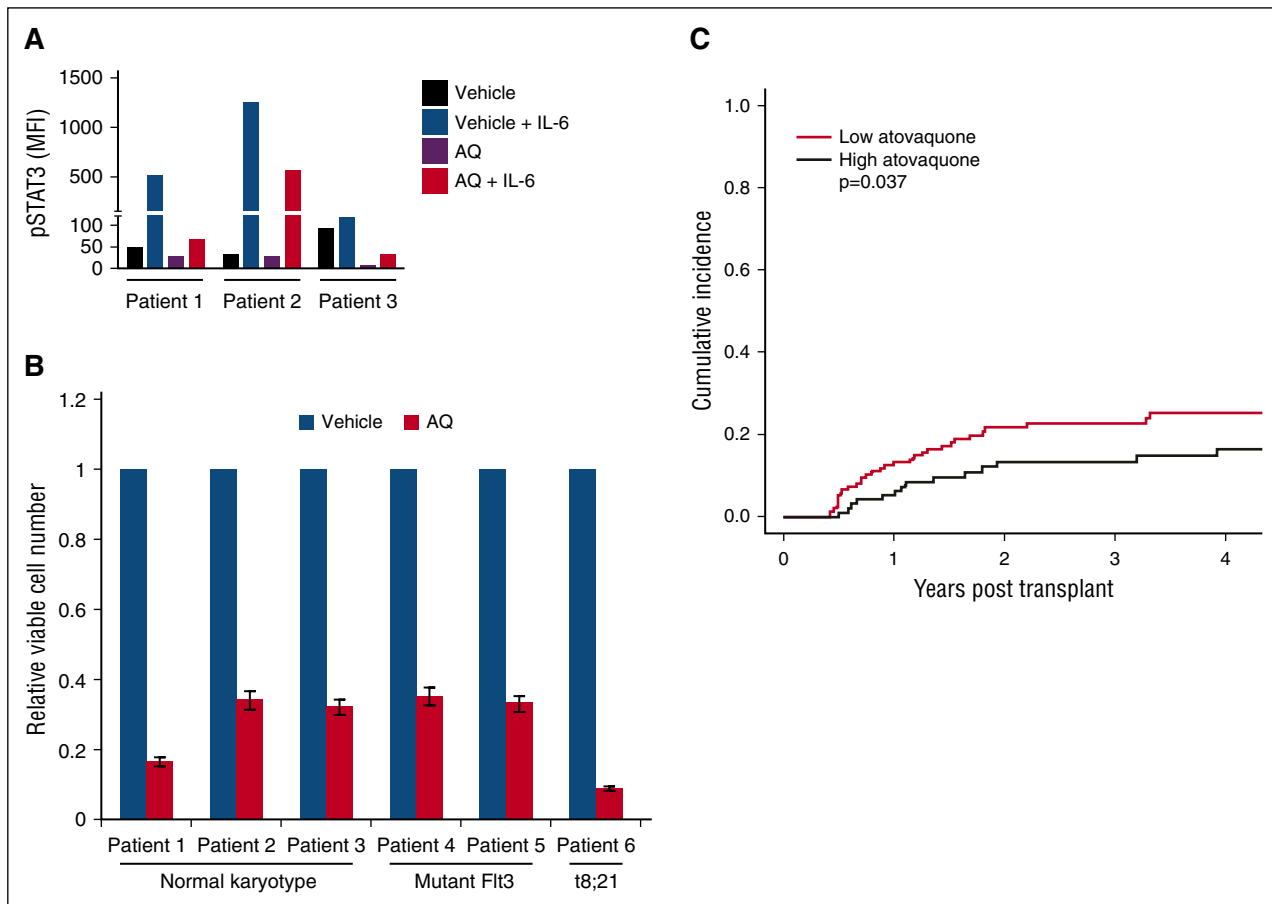 A
pSTAT3 (MFI)
1500
1000
500
100
50
0
Patient 1 Patient 2 Patient 3
Vehicle
Vehicle + IL-6
AQ
AQ + IL-6
B
Relative viable cell number
1.2
1
0.8
0.6
0.4
0.2
0
Vehicle AQ
Patient 1 Patient 2 Patient 3 Patient 4 Patient 5 Patient 6
Normal karyotype Mutant Flt3 t8;21
C
Cumulative incidence
1.0
0.8
0.6
0.4
0.2
0.0
Low atovaquone
High atovaquone
p=0.037
0 1 2 3 4
Years post transplant